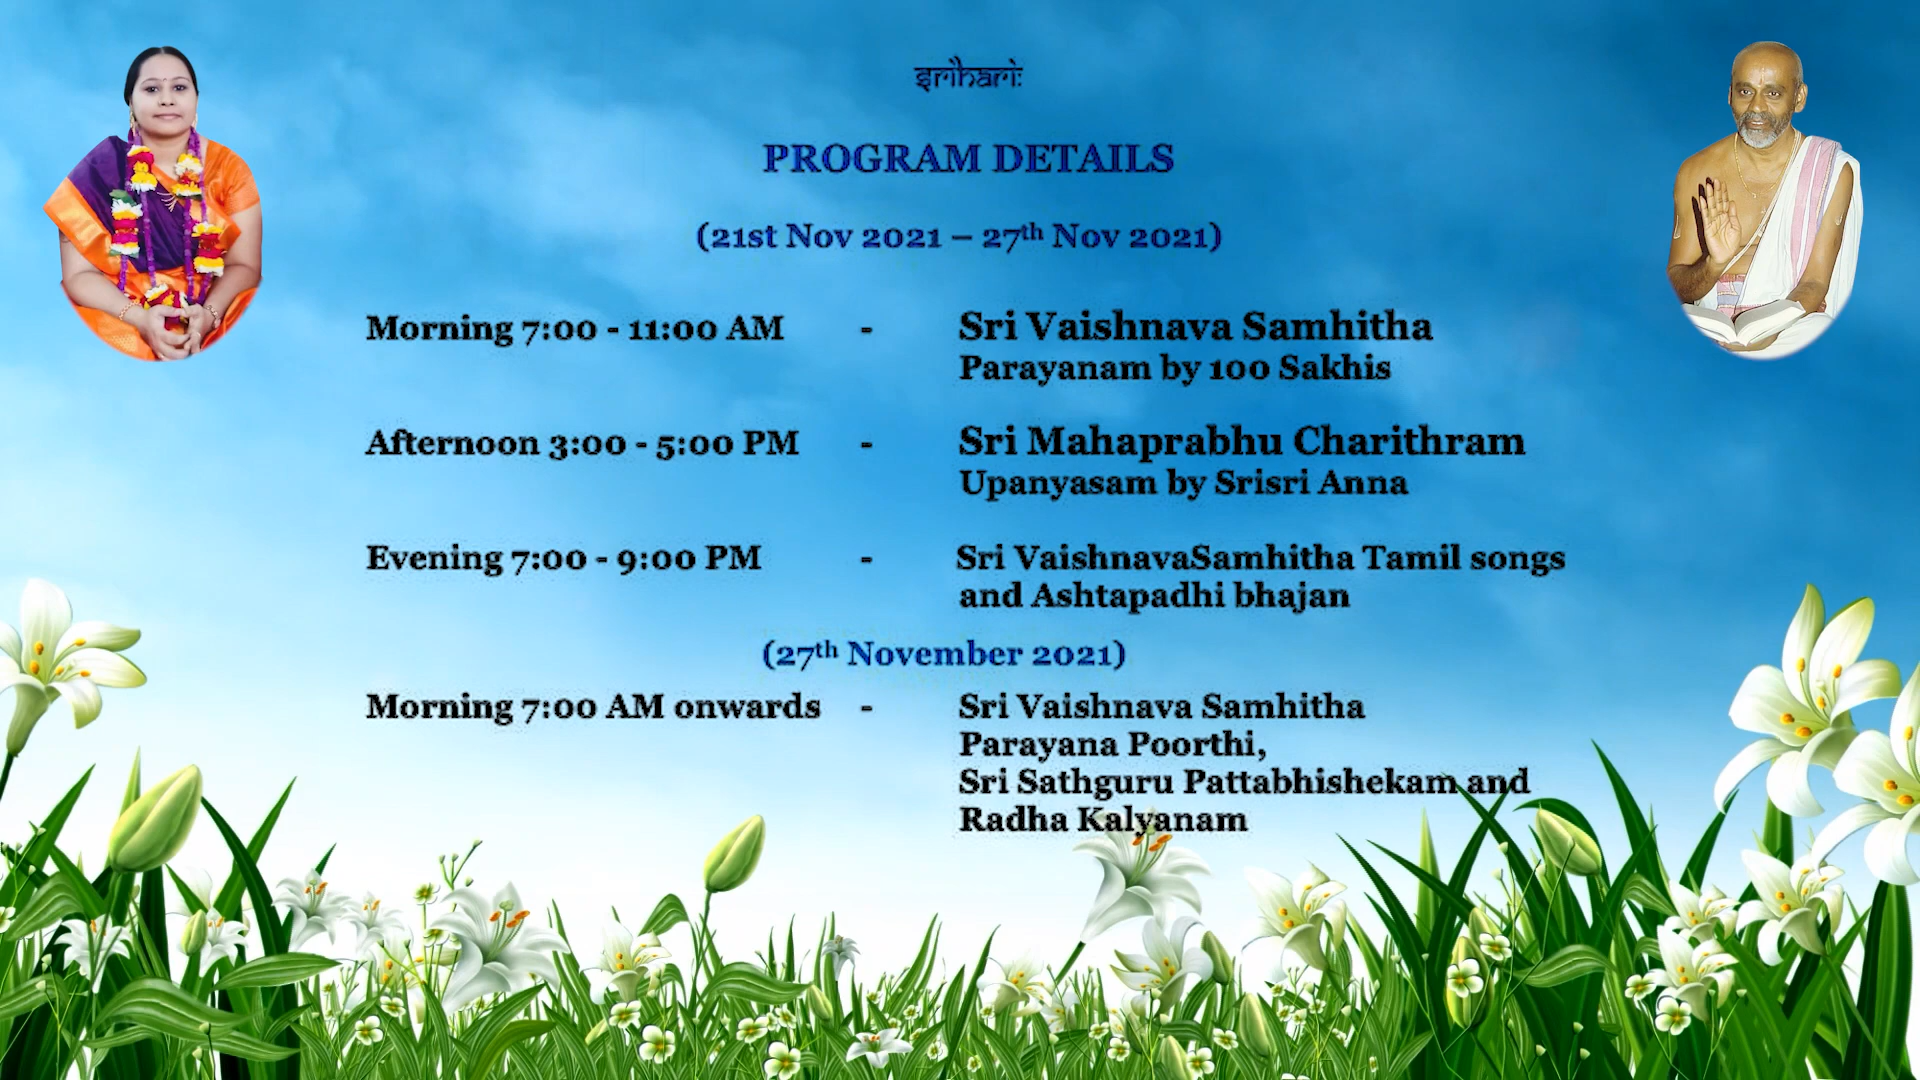 srihari:
PROGRAM DETAILS
(21st Nov 2021 – 27th Nov 2021)
Morning 7:00 - 11:00 AM - Sri Vaishnava Samhitha
Parayanam by 100 Sakhis
Afternoon 3:00 - 5:00 PM - Sri Mahaprabhu Charithram
Upanyasam by Srisri Anna
Evening 7:00 - 9:00 PM - Sri VaishnavaSamhitha Tamil songs
and Ashtapadhi bhajan
(27th November 2021)
Morning 7:00 AM onwards - Sri Vaishnava Samhitha
Parayana Poorthi,
Sri Sathguru Pattabhishekam and
Radha Kalyanam